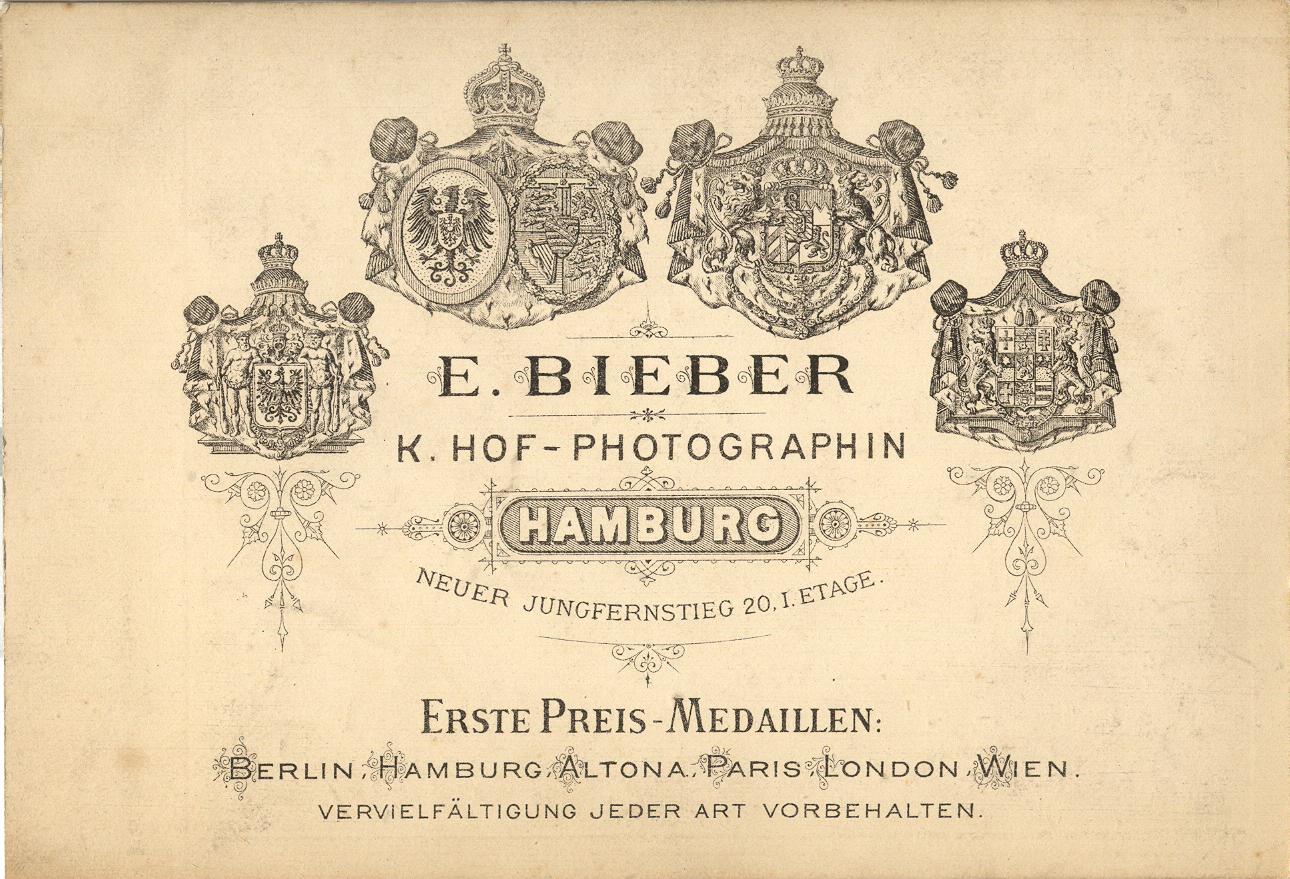 E. BIEBER
K. HOF-PHOTOGRAPHIN
HAMBURG
NEUER JUNGFERNSTIEG 20, I. ETAGE.
ERSTE PREIS-MEDAILLEN:
BERLIN, HAMBURG, ALTONA, PARIS, LONDON, WIEN.
VERVIELFÄLTIGUNG JEDER ART VORBEHALTEN.